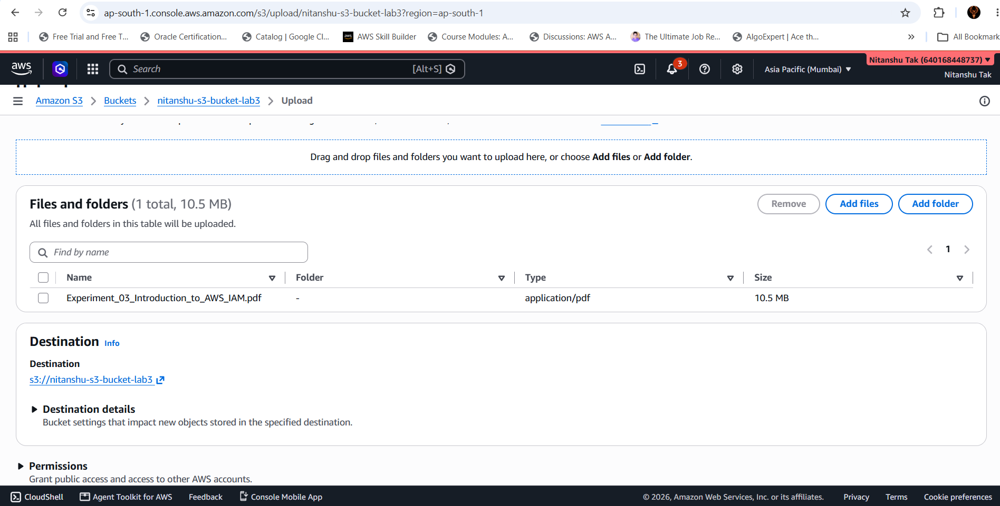 ap-south-1.console.aws.amazon.com/s3/upload/nitanshu-s3-bucket-lab3?region=ap-south-1
Free Trial and Free T... Oracle Certification... Catalog | Google Cl... aws AWS Skill Builder Course Modules: A... Discussions: AWS A... The Ultimate Job Re... AlgoExpert | Ace th... » All Bookmark
aws Search [Alt+S] 3 Asia Pacific (Mumbai) Nitanshu Tak (640168448737)
Nitanshu Tak
Amazon S3 Buckets nitanshu-s3-bucket-lab3 Upload
Drag and drop files and folders you want to upload here, or choose Add files or Add folder.
Files and folders (1 total, 10.5 MB) Remove Add files Add folder
All files and folders in this table will be uploaded.
Find by name 1
Name Folder Type Size
Experiment_03_Introduction_to_AWS_IAM.pdf - application/pdf 10.5 MB
Destination Info
Destination
s3://nitanshu-s3-bucket-lab3
Destination details
Bucket settings that impact new objects stored in the specified destination.
Permissions
Grant public access and access to other AWS accounts.
CloudShell Agent Toolkit for AWS Feedback Console Mobile App © 2026, Amazon Web Services, Inc. or its affiliates. Privacy Terms Cookie preferences